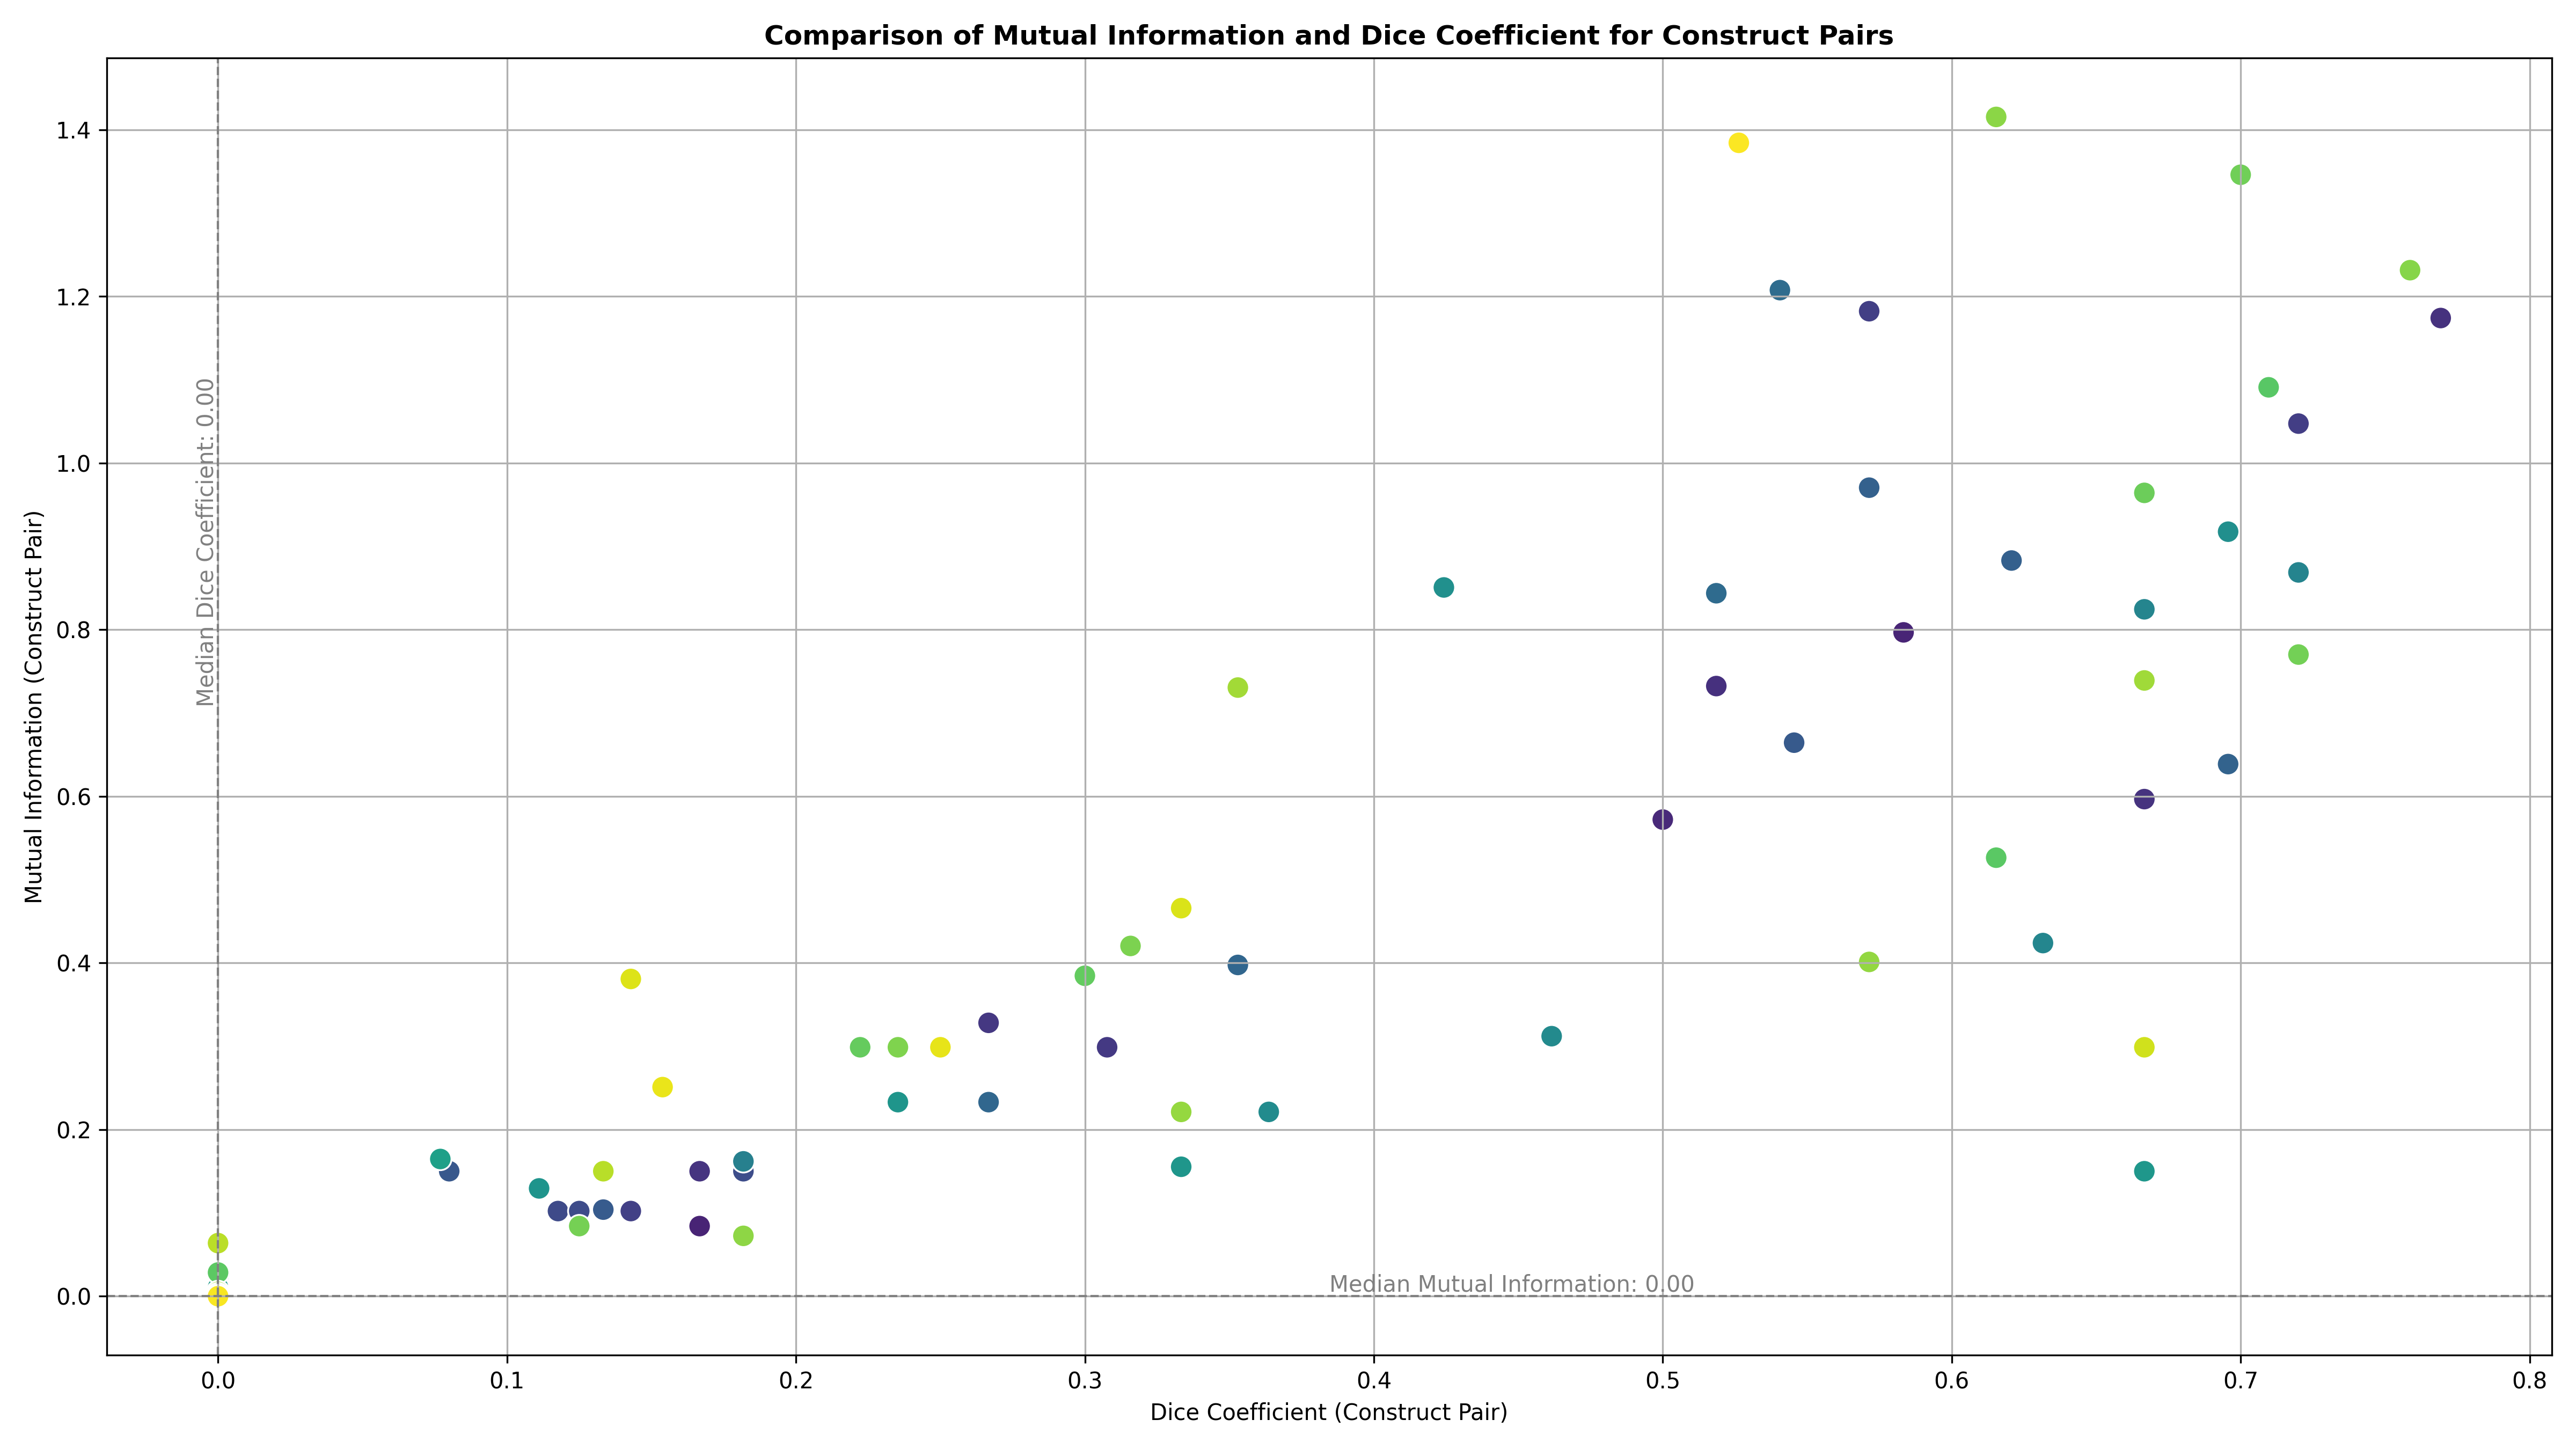 Comparison of Mutual Information and Dice Coefficient for Construct Pairs
Mutual Information (Construct Pair)
1.4
1.2
1.0
0.8
0.6
0.4
0.2
0.0
Median Dice Coefficient: 0.00
Median Mutual Information: 0.00
0.0 0.1 0.2 0.3 0.4 0.5 0.6 0.7 0.8
Dice Coefficient (Construct Pair)